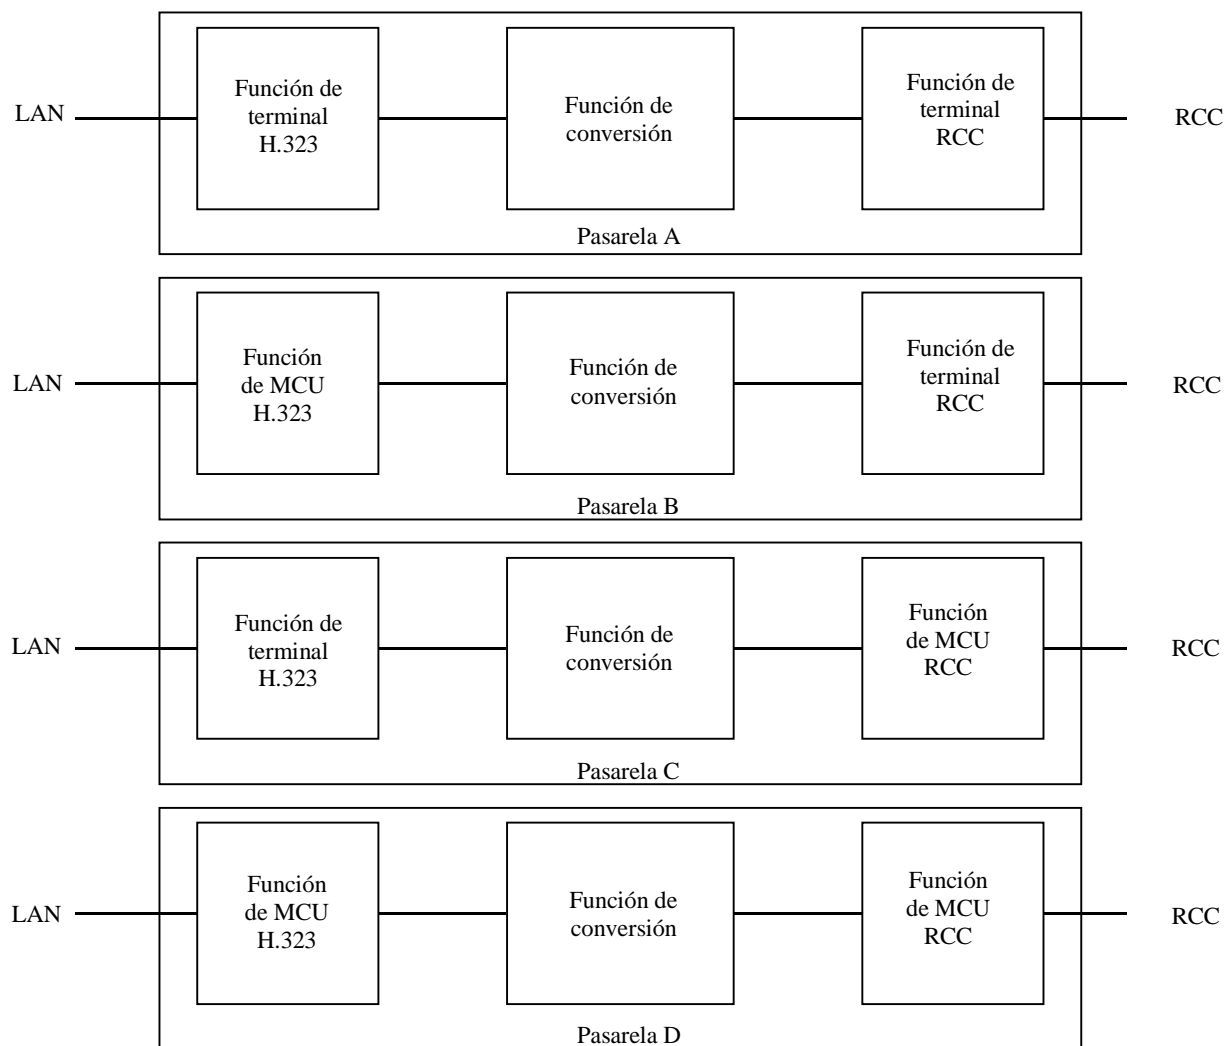 LAN
Función de
terminal
H.323
Función de
conversión
Función de
terminal
RCC
RCC
Pasarela A
LAN
Función
de MCU
H.323
Función de
conversión
Función de
terminal
RCC
RCC
Pasarela B
LAN
Función de
terminal
H.323
Función de
conversión
Función
de MCU
RCC
RCC
Pasarela C
LAN
Función
de MCU
H.323
Función de
conversión
Función
de MCU
RCC
RCC
Pasarela D